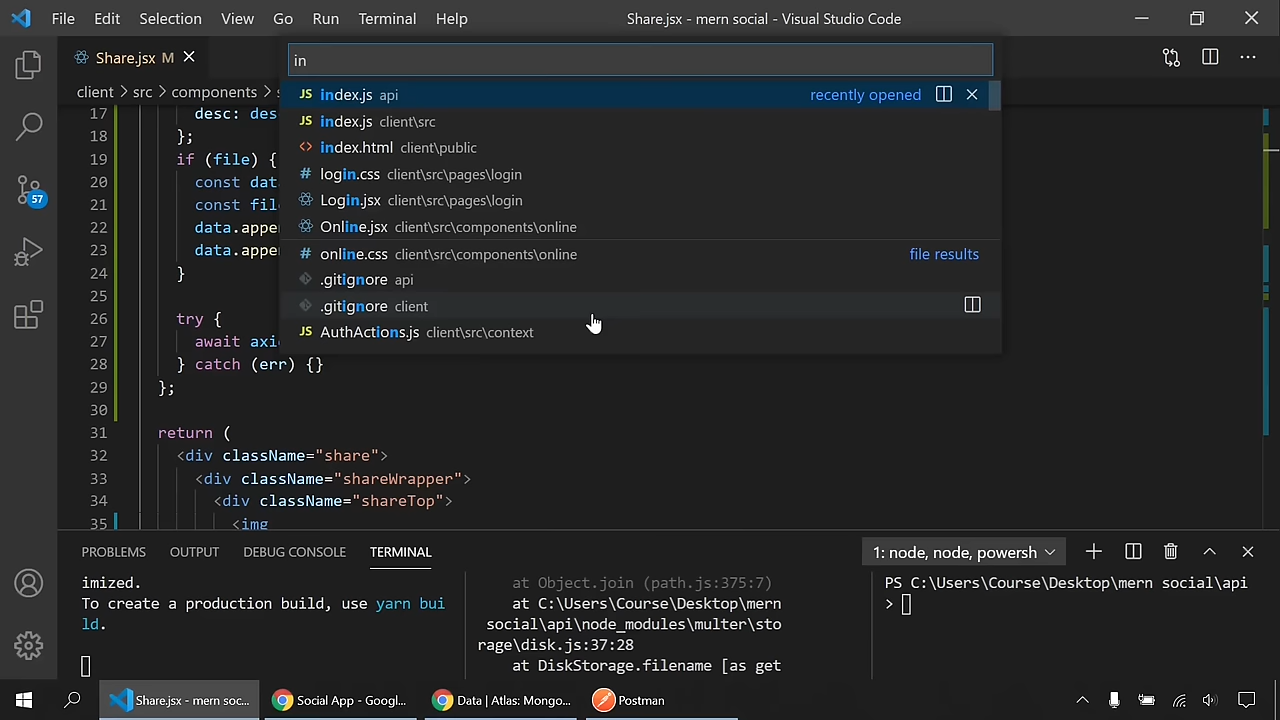 File Edit Selection View Go Run Terminal Help
Share.jsx - mern social - Visual Studio Code
Share.jsx M
in
client > src > components >
index.js api recently opened
index.js client\src
index.html client\public
login.css client\src\pages\login
Login.jsx client\src\pages\login
Online.jsx client\src\components\online
online.css client\src\components\online file results
.gitignore api
.gitignore client
AuthActions.js client\src\context
57
17 desc: des
18 };
19 if (file) {
20 const dat
21 const fil
22 data.appe
23 data.appe
24 }
25
26 try {
27 await axi
28 } catch (err) {}
29 };
30
31 return (
32 <div className="share">
33 <div className="shareWrapper">
34 <div className="shareTop">
35 <img
PROBLEMS OUTPUT DEBUG CONSOLE TERMINAL
1: node, node, powersh
imized.
To create a production build, use yarn bui
ld.
at Object.join (path.js:375:7)
at C:\Users\Course\Desktop\mern
social\api\node_modules\multer\sto
rage\disk.js:37:28
at DiskStorage.filename [as get
PS C:\Users\Course\Desktop\mern social\api
>
Share.jsx - mern soc...
Social App - Googl...
Data | Atlas: Mongo...
Postman